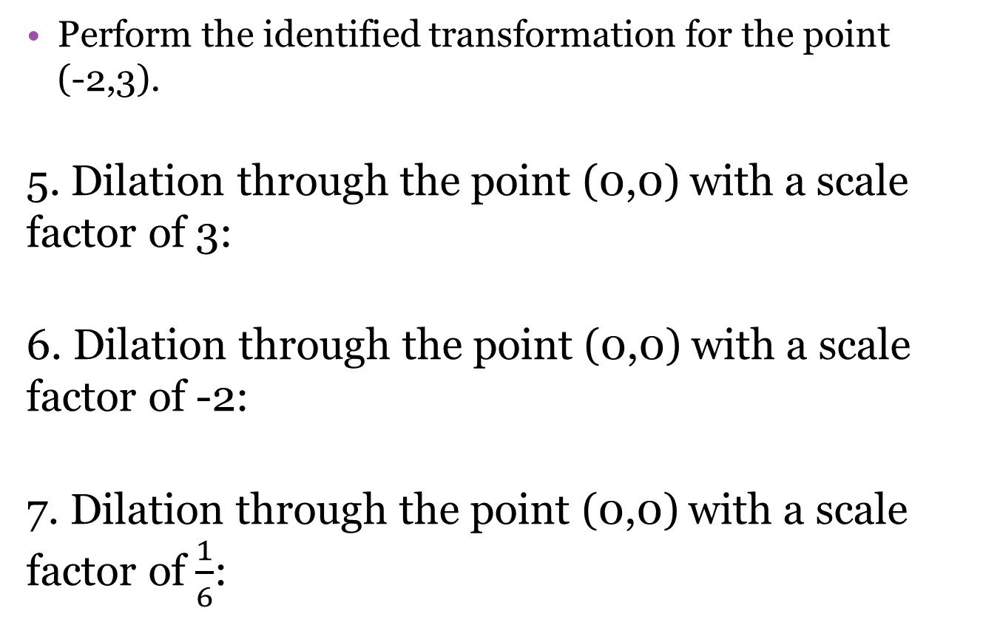 • Perform the identified transformation for the point
(-2,3).
5. Dilation through the point (0,0) with a scale
factor of 3:
6. Dilation through the point (0,0) with a scale
factor of -2:
7. Dilation through the point (0,0) with a scale
factor of 1/6: